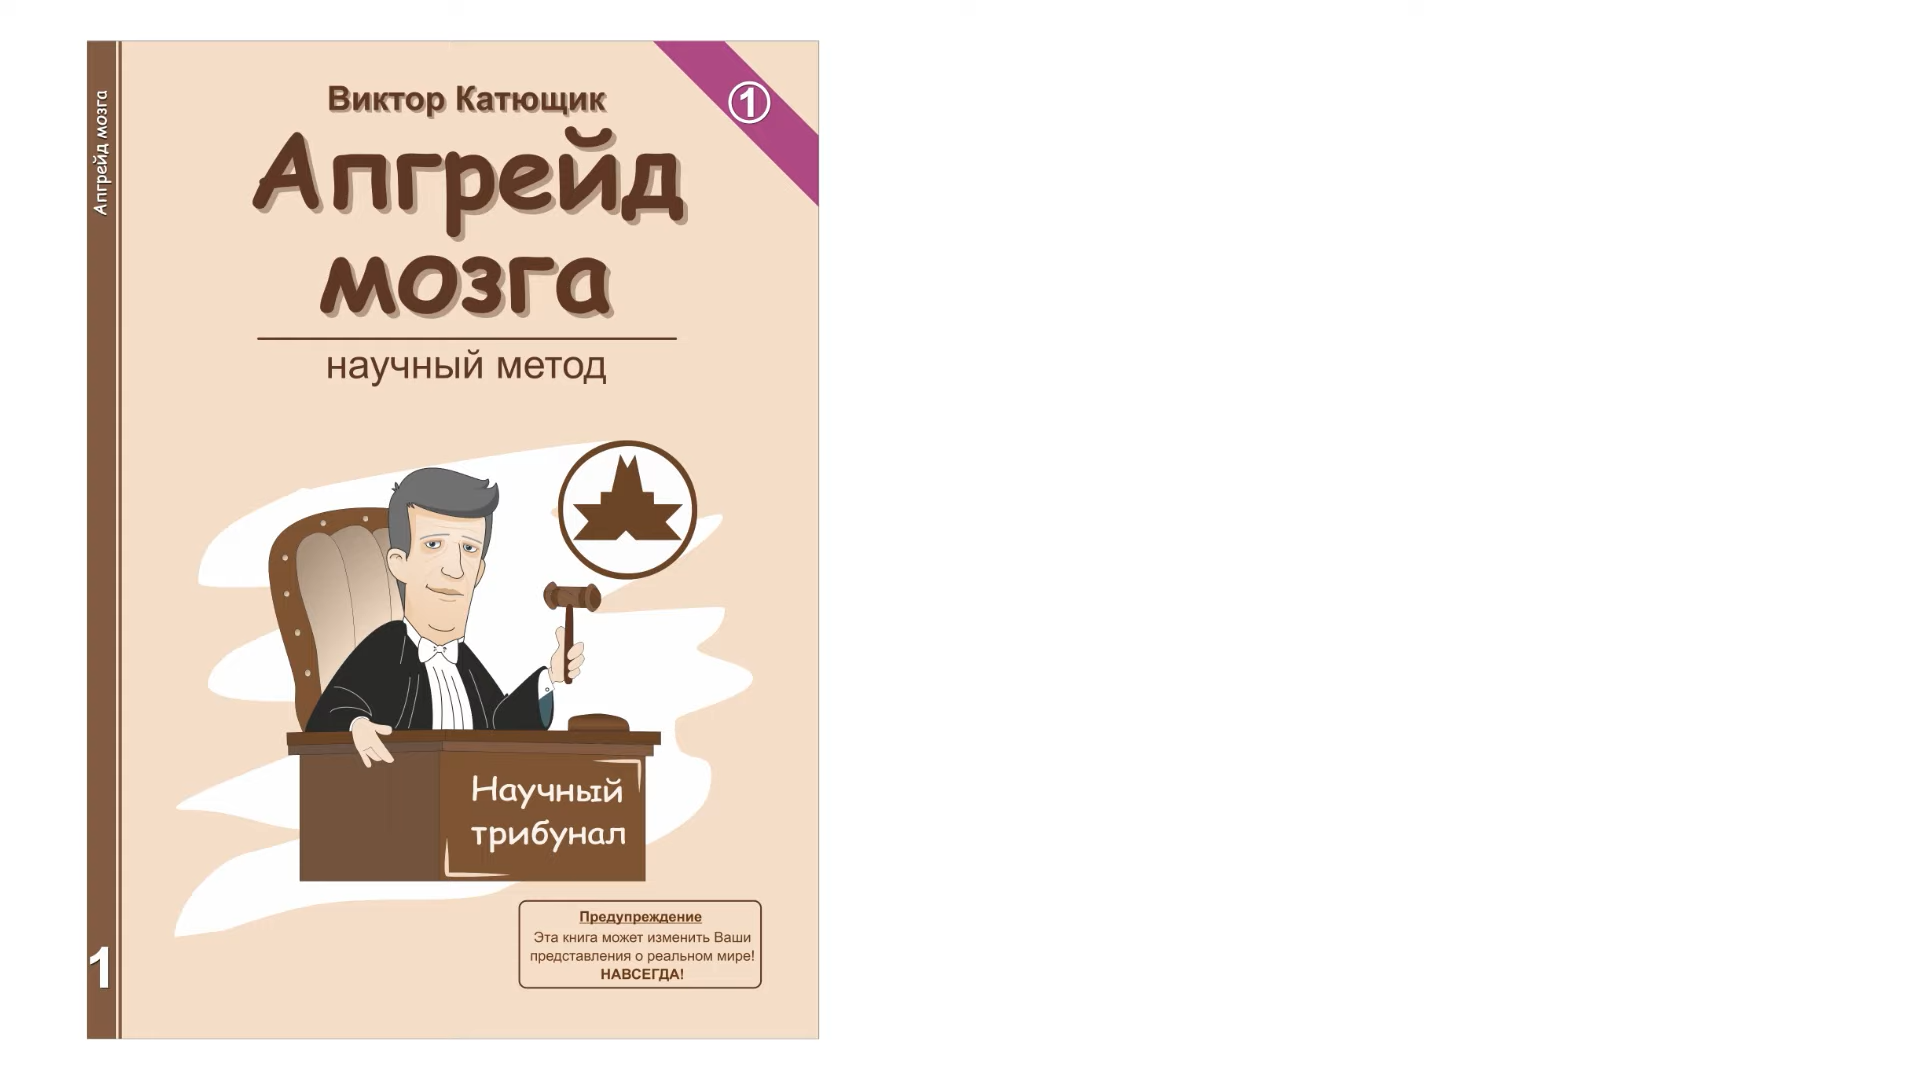 Апгрейд мозга
1
Виктор Катющик
1
Апгрейд
мозга
научный метод
Научный
трибунал
Предупреждение
Эта книга может изменить Ваши
представления о реальном мире!
НАВСЕГДА!